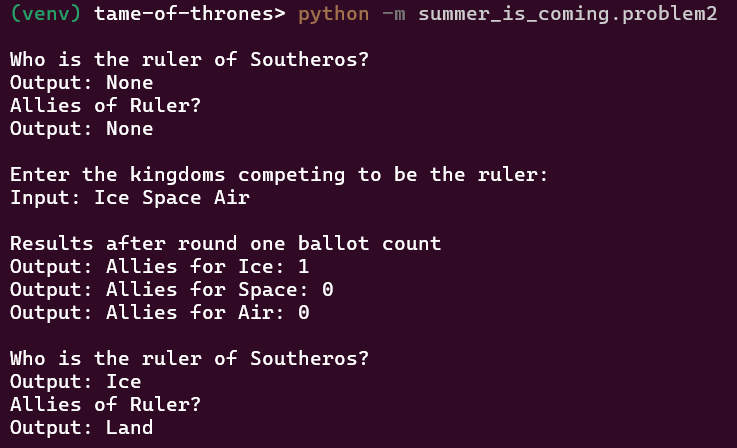 (venv) tame-of-thrones> python -m summer_is_coming.problem2
Who is the ruler of Southeros?
Output: None
Allies of Ruler?
Output: None
Enter the kingdoms competing to be the ruler:
Input: Ice Space Air
Results after round one ballot count
Output: Allies for Ice: 1
Output: Allies for Space: 0
Output: Allies for Air: 0
Who is the ruler of Southeros?
Output: Ice
Allies of Ruler?
Output: Land